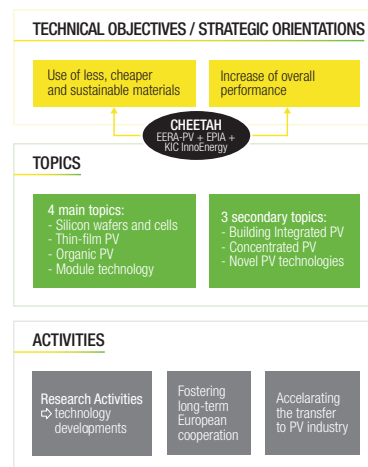 TECHNICAL OBJECTIVES / STRATEGIC ORIENTATIONS
Use of less, cheaper
and sustainable materials
Increase of overall
performance
CHEETAH
EERA-PV + EPIA +
KIC InnoEnergy
TOPICS
4 main topics:
- Silicon wafers and cells
- Thin-film PV
- Organic PV
- Module technology
3 secondary topics:
- Building Integrated PV
- Concentrated PV
- Novel PV technologies
ACTIVITIES
Research Activities
⇨ technology
developments
Fostering
long-term
European
cooperation
Accelarating
the transfer
to PV industry